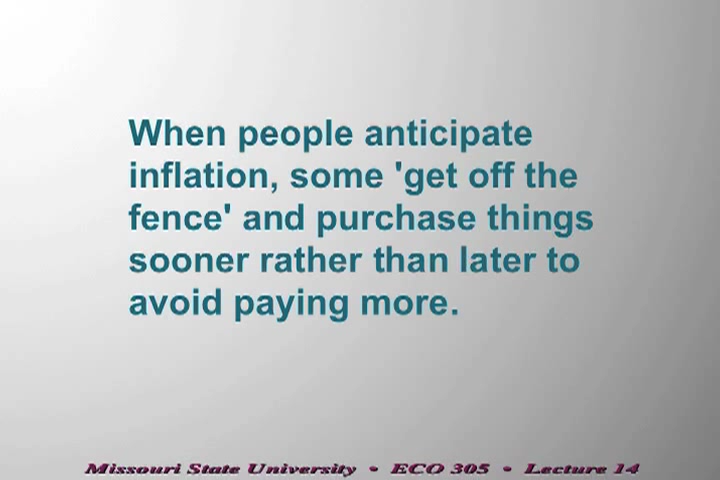 When people anticipate
inflation, some 'get off the
fence' and purchase things
sooner rather than later to
avoid paying more.
Missouri State University • ECO 305 • Lecture 14